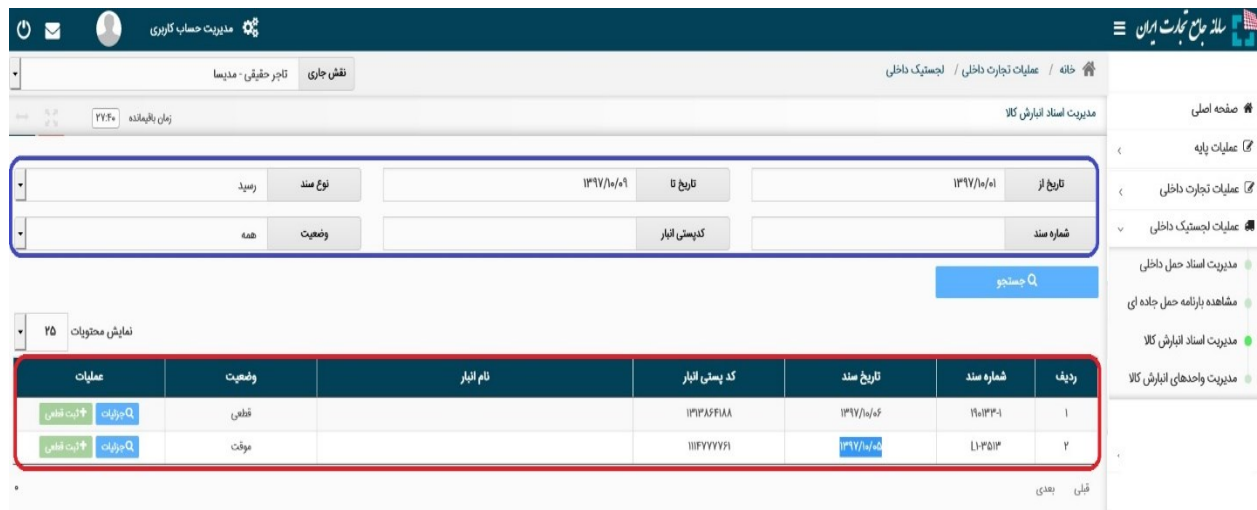 سامانه جامع تجارت ایران
مدیریت حساب کاربری
خانه / عملیات تجارت داخلی / لجستیک داخلی
نقش جاری
تاجر حقیقی - مدیسا
مدیریت اسناد انبارش کالا
زمان باقیمانده ۲۷:۴۰
صفحه اصلی
عملیات پایه
عملیات تجارت داخلی
عملیات لجستیک داخلی
مدیریت اسناد حمل داخلی
مشاهده بارنامه حمل جاده ای
مدیریت اسناد انبارش کالا
مدیریت واحدهای انبارش کالا
تاریخ از ۱۳۹۷/۱۰/۰۱ تاریخ تا ۱۳۹۷/۱۰/۰۹ نوع سند رسید
شماره سند کدپستی انبار وضعیت همه
جستجو
نمایش محتویات ۲۵
ردیف شماره سند تاریخ سند کد پستی انبار نام انبار وضعیت عملیات
۱ ۱۹۰۱۳۳-۱ ۱۳۹۷/۱۰/۰۶ ۱۳۱۳۸۶۴۱۸۸ قطعی جزئیات ثبت قطعی
۲ L۱-۳۵۱۳ ۱۳۹۷/۱۰/۰۵ ۱۱۱۴۷۷۷۷۶۱ موقت جزئیات ثبت قطعی
قبلی بعدی
۰